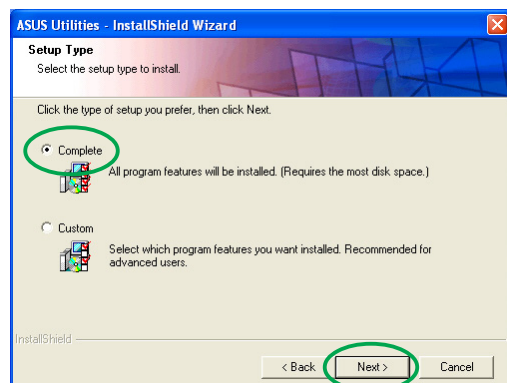 ASUS Utilities - InstallShield Wizard
Setup Type
Select the setup type to install.
Click the type of setup you prefer, then click Next.
Complete
All program features will be installed. (Requires the most disk space.)
Custom
Select which program features you want installed. Recommended for
advanced users.
InstallShield
< Back
Next >
Cancel